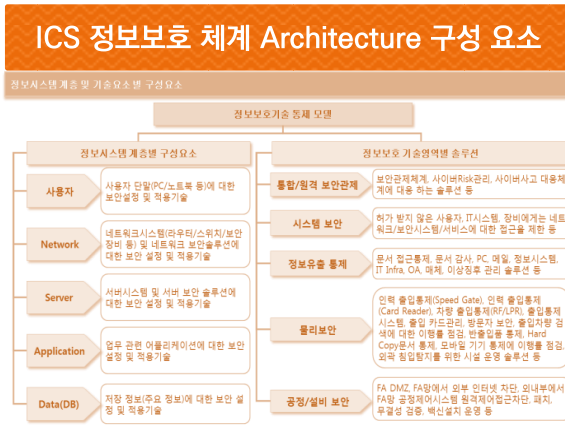 ICS 정보보호 체계 Architecture 구성 요소
정보시스템 계층 및 기술요소별 구성요소
정보보호기술 통제 모델
정보시스템 계층별 구성요소
사용자
사용자 단말(PC/노트북 등)에 대한
보안설정 및 적용기술
Network
네트워크시스템(라우터/스위치/보안
장비 등) 및 네트워크 보안솔루션에
대한 보안 설정 및 적용기술
Server
서버시스템 및 서버 보안 솔루션에
대한 보안 설정 및 적용기술
Application
업무 관련 어플리케이션에 대한 보안
설정 및 적용기술
Data(DB)
저장 정보(주요 정보)에 대한 보안 설
정 및 적용기술
정보보호 기술영역별 솔루션
통합/원격 보안관제
보안관제체계, 사이버Risk관리, 사이버사고 대응체
계에 대응 하는 솔루션 등
시스템 보안
허가 받지 않은 사용자, IT시스템, 장비에게는 네트
워크/보안시스템/서비스에 대한 접근을 제한 등
정보유출 통제
문서 접근통제, 문서 감사, PC, 메일, 정보시스템,
IT Infra, OA, 매체, 이상징후 관리 솔루션 등
물리보안
인력 출입통제(Speed Gate), 인력 출입통제
(Card Reader), 차량 출입통제(RF/LPR), 출입통제
시스템, 출입 카드관리, 방문자 보안, 출입차량 검
색에 대한 이행률 점검, 반출입품 통제, Hard
Copy문서 통제, 모바일 기기 통제에 이행률 점검,
외곽 침입탐지를 위한 시설 운영 솔루션 등
공정/설비 보안
FA DMZ, FA망에서 외부 인터넷 차단, 외내부에서
FA망 공정제어시스템 원격제어접근차단, 패치,
무결성 검증, 백신설치 운영 등